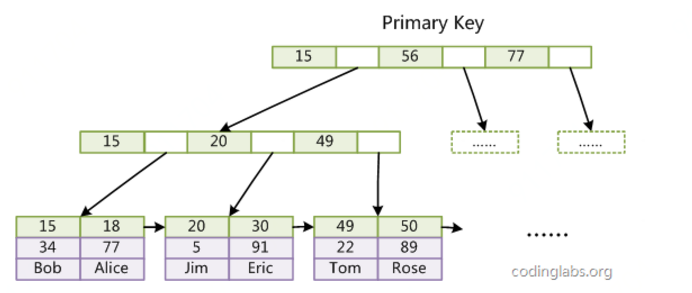 Primary Key
15 56 77
15 20 49
...... ......
15 18 20 30 49 50
34 77 5 91 22 89
......
Bob Alice Jim Eric Tom Rose
codinglabs.org